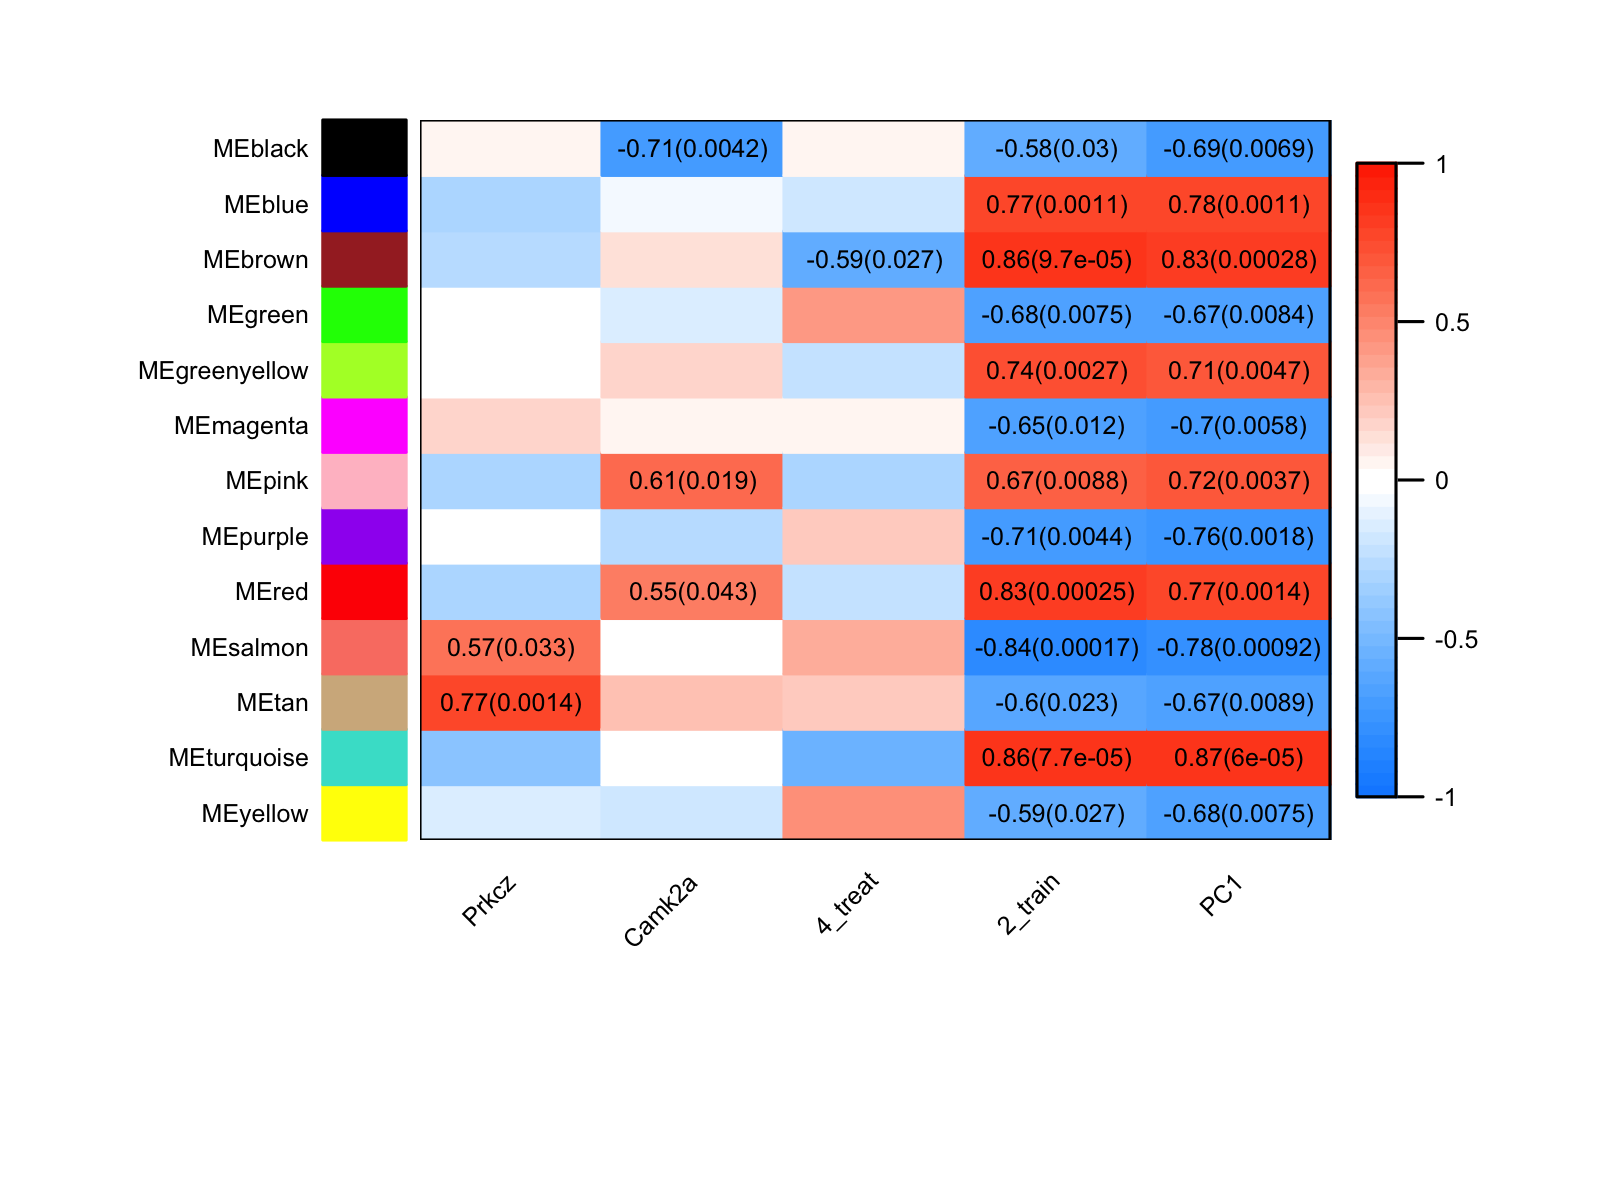 MEblack -0.71(0.0042) -0.58(0.03) -0.69(0.0069)
MEblue 0.77(0.0011) 0.78(0.0011)
MEbrown -0.59(0.027) 0.86(9.7e-05) 0.83(0.00028)
MEgreen -0.68(0.0075) -0.67(0.0084)
MEgreenyellow 0.74(0.0027) 0.71(0.0047)
MEmagenta -0.65(0.012) -0.7(0.0058)
MEpink 0.61(0.019) 0.67(0.0088) 0.72(0.0037)
MEpurple -0.71(0.0044) -0.76(0.0018)
MEred 0.55(0.043) 0.83(0.00025) 0.77(0.0014)
MEsalmon 0.57(0.033) -0.84(0.00017) -0.78(0.00092)
MEtan 0.77(0.0014) -0.6(0.023) -0.67(0.0089)
MEturquoise 0.86(7.7e-05) 0.87(6e-05)
MEyellow -0.59(0.027) -0.68(0.0075)
Prkcz Camk2a 4_treat 2_train PC1
1
0.5
0
-0.5
-1